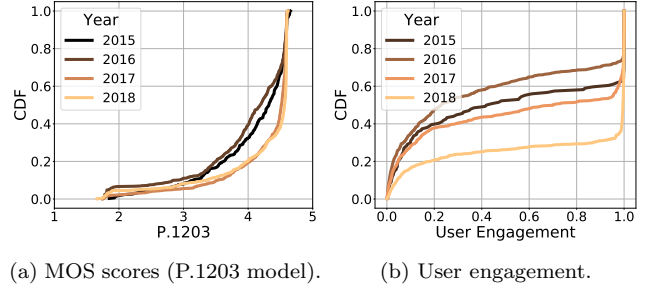 Year
2015
2016
2017
2018
CDF
1.0
0.8
0.6
0.4
0.2
0.0
1 2 3 4 5
P.1203
(a) MOS scores (P.1203 model).
Year
2015
2016
2017
2018
CDF
1.0
0.8
0.6
0.4
0.2
0.0
0.0 0.2 0.4 0.6 0.8 1.0
User Engagement
(b) User engagement.